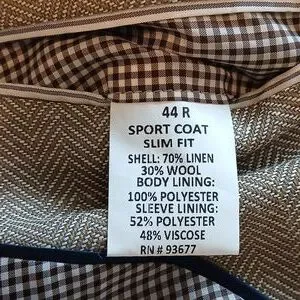 44 R
SPORT COAT
SLIM FIT
SHELL: 70% LINEN
30% WOOL
BODY LINING:
100% POLYESTER
SLEEVE LINING:
52% POLYESTER
48% VISCOSE
RN # 93677